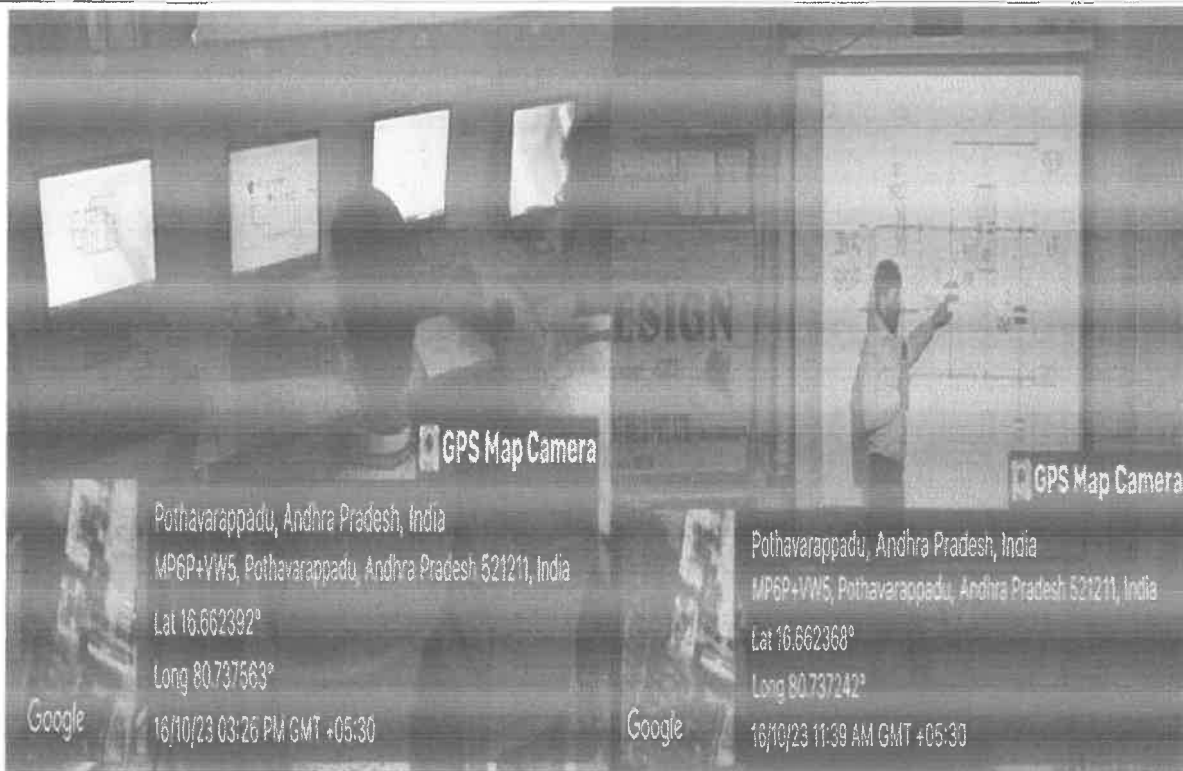 ESIGN
GPS Map Camera
Pothavarappadu, Andhra Pradesh, India
MP6P+VW5, Pothavarappadu, Andhra Pradesh 521211, India
Lat 16.662392°
Long 80.737563°
16/10/23 03:26 PM GMT +05:30
Google
GPS Map Camera
Pothavarappadu, Andhra Pradesh, India
MP6P+VW5, Pothavarappadu, Andhra Pradesh 521211, India
Lat 16.662368°
Long 80.737242°
16/10/23 11:39 AM GMT +05:30
Google